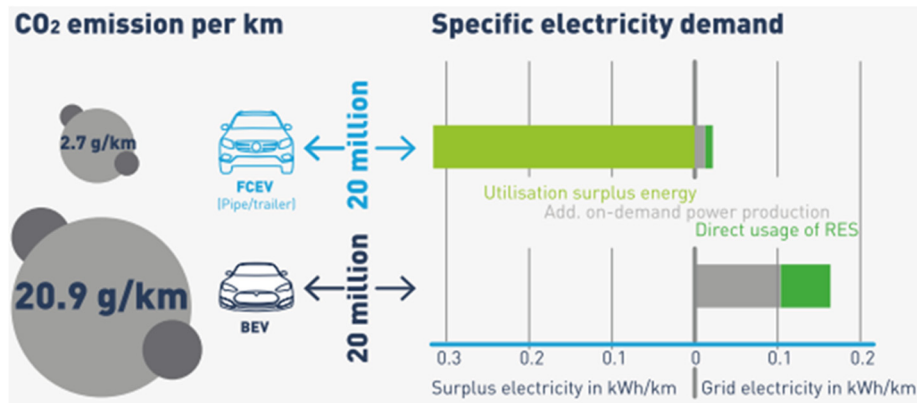 CO2 emission per km
Specific electricity demand
2.7 g/km
FCEV
(Pipe/trailer)
20 million
Utilisation surplus energy
Add. on-demand power production
Direct usage of RES
20.9 g/km
BEV
20 million
0.3 0.2 0.1 0 0.1 0.2
Surplus electricity in kWh/km
Grid electricity in kWh/km